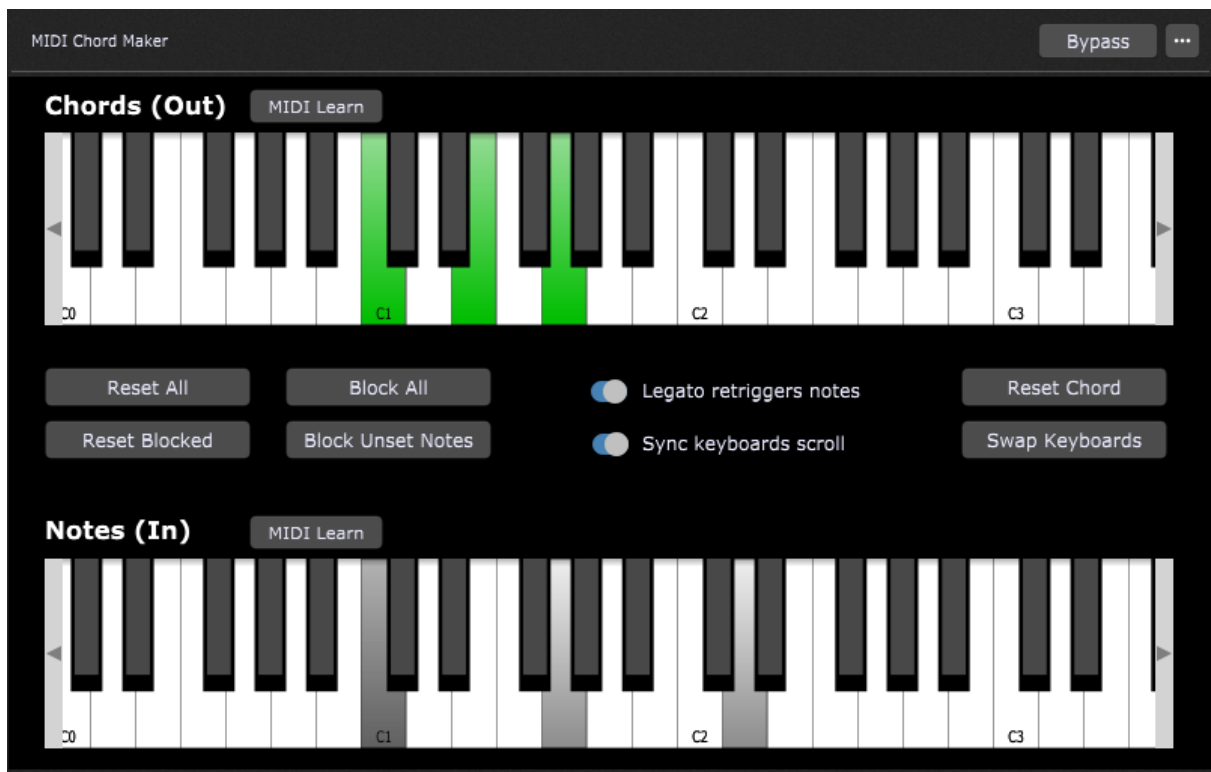 MIDI Chord Maker
Bypass ...
Chords (Out) MIDI Learn
C0 C1 C2 C3
Reset All Block All Legato retriggers notes Reset Chord
Reset Blocked Block Unset Notes Sync keyboards scroll Swap Keyboards
Notes (In) MIDI Learn
C0 C1 C2 C3